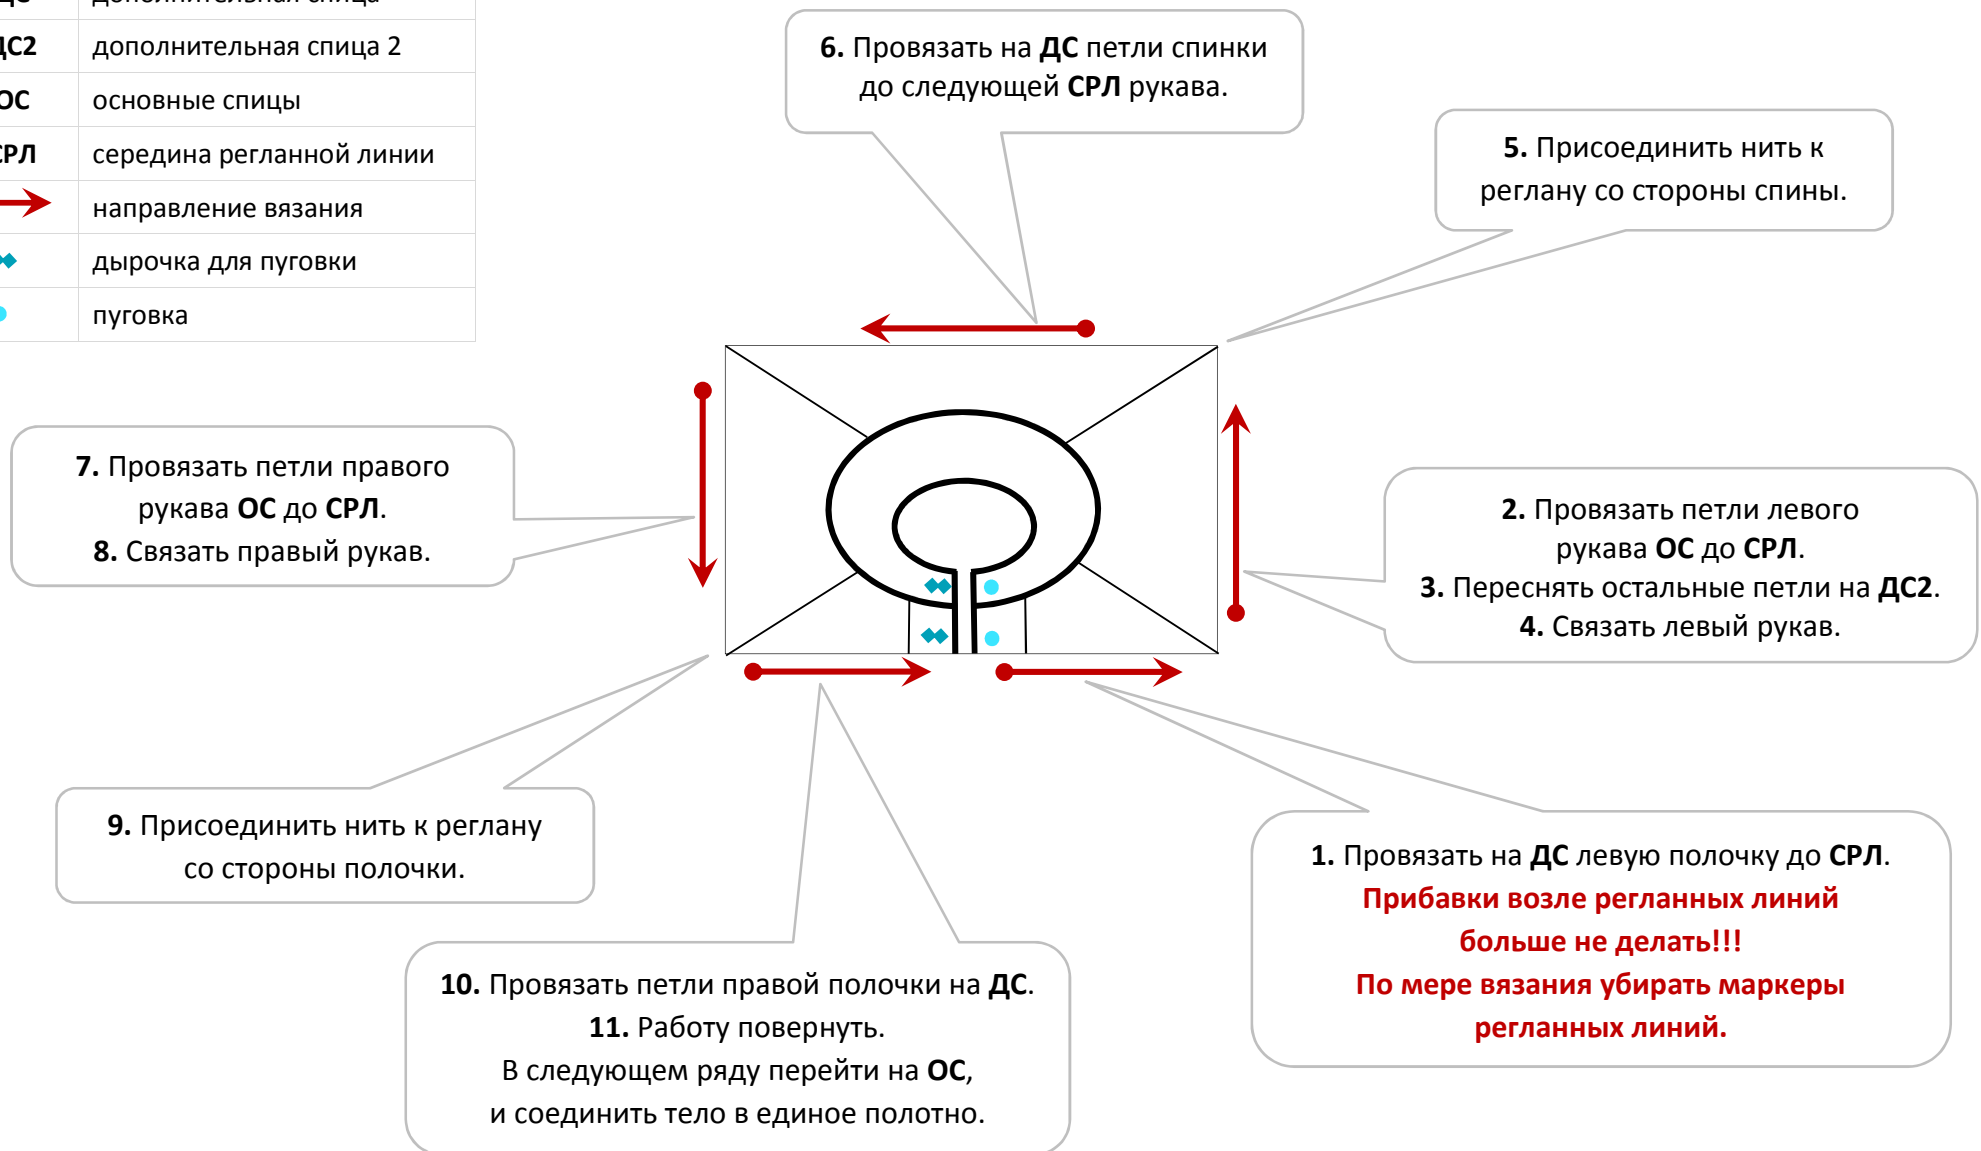 дополнительная спица
ДС2 дополнительная спица 2
ОС основные спицы
СРЛ середина регланной линии
направление вязания
дырочка для пуговки
пуговка
6. Провязать на ДС петли спинки
до следующей СРЛ рукава.
5. Присоединить нить к
реглану со стороны спины.
7. Провязать петли правого
рукава ОС до СРЛ.
8. Связать правый рукав.
2. Провязать петли левого
рукава ОС до СРЛ.
3. Переснять остальные петли на ДС2.
4. Связать левый рукав.
9. Присоединить нить к реглану
со стороны полочки.
1. Провязать на ДС левую полочку до СРЛ.
Прибавки возле регланных линий
больше не делать!!!
По мере вязания убирать маркеры
регланных линий.
10. Провязать петли правой полочки на ДС.
11. Работу повернуть.
В следующем ряду перейти на ОС,
и соединить тело в единое полотно.